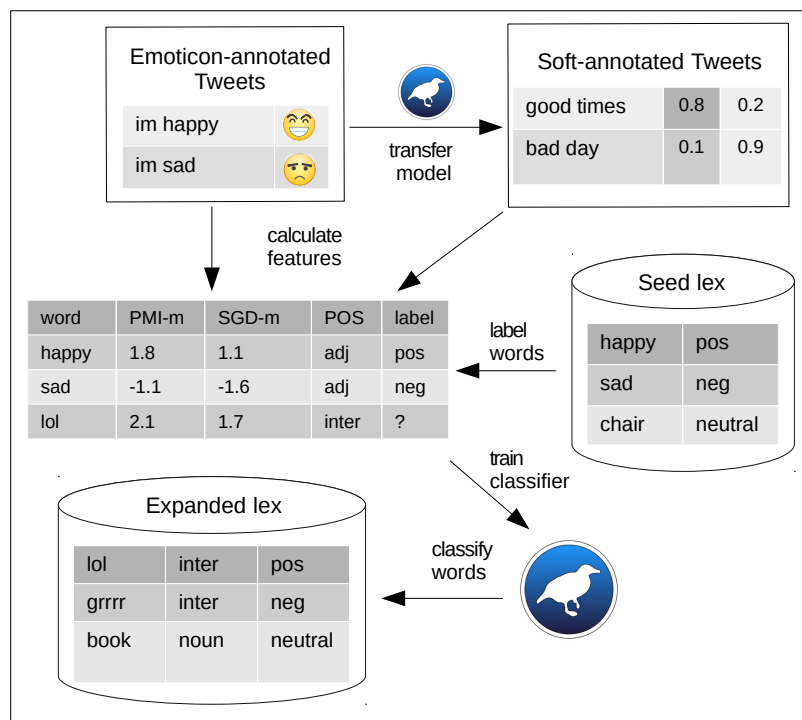 Emoticon-annotated
Tweets
im happy
im sad
transfer
model
Soft-annotated Tweets
good times 0.8 0.2
bad day 0.1 0.9
calculate
features
word PMI-m SGD-m POS label
happy 1.8 1.1 adj pos
sad -1.1 -1.6 adj neg
lol 2.1 1.7 inter ?
label
words
Seed lex
happy pos
sad neg
chair neutral
train
classifier
classify
words
Expanded lex
lol inter pos
grrrr inter neg
book noun neutral